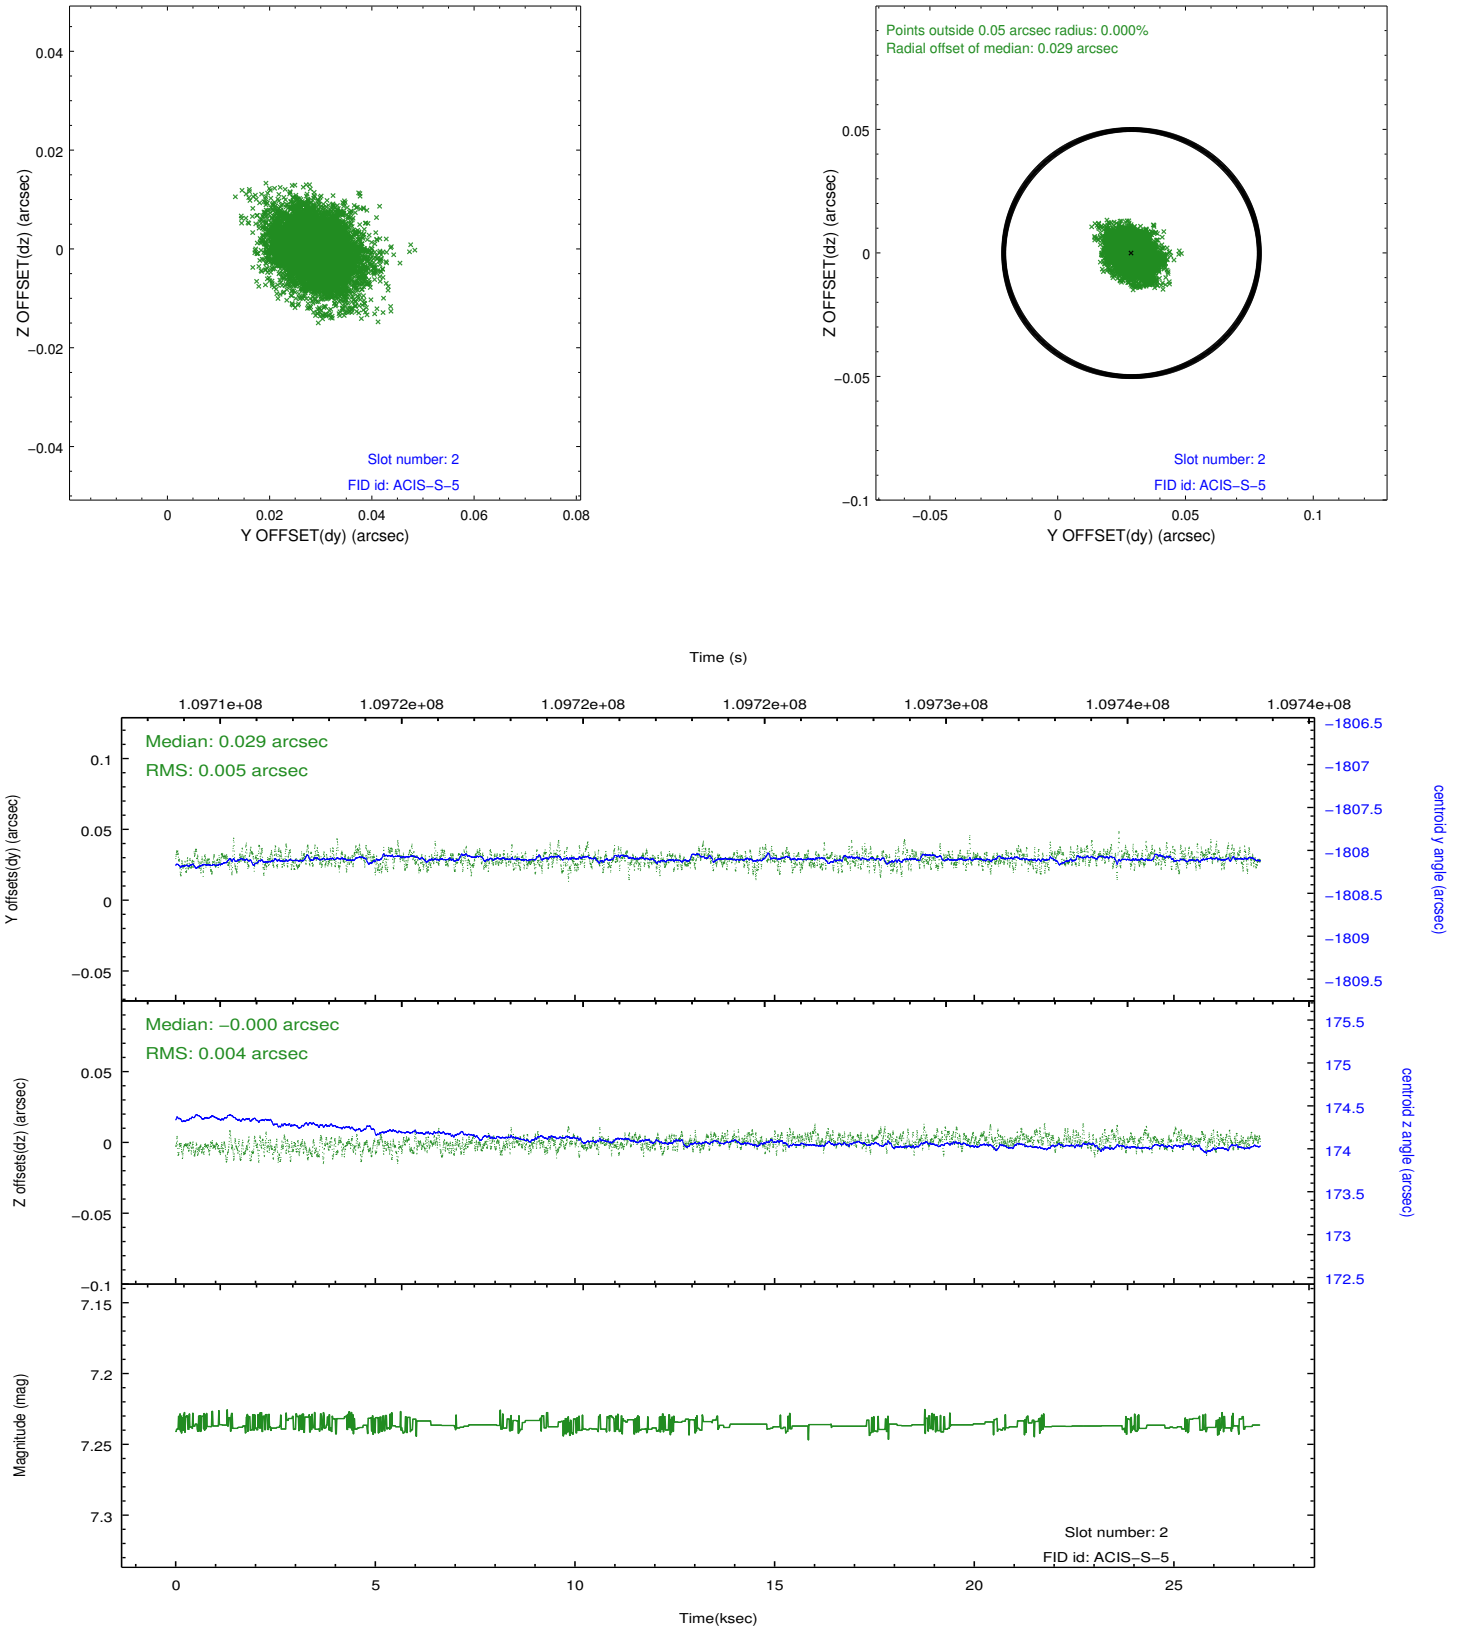 0.04
0.02
0
−0.02
−0.04
Z OFFSET(dz) (arcsec)
Slot number: 2
FID id: ACIS−S−5
0
0.02
0.04
0.06
0.08
Y OFFSET(dy) (arcsec)
Points outside 0.05 arcsec radius: 0.000%
Radial offset of median: 0.029 arcsec
0.05
0
−0.05
−0.1
Z OFFSET(dz) (arcsec)
Slot number: 2
FID id: ACIS−S−5
−0.05
0
0.05
0.1
Y OFFSET(dy) (arcsec)
Time (s)
1.0971e+08
1.0972e+08
1.0972e+08
1.0972e+08
1.0973e+08
1.0974e+08
1.0974e+08
Median: 0.029 arcsec
RMS: 0.005 arcsec
0.1
0.05
0
−0.05
Y offsets(dy) (arcsec)
−1806.5
−1807
−1807.5
−1808
−1808.5
−1809
−1809.5
centroid y angle (arcsec)
Median: −0.000 arcsec
RMS: 0.004 arcsec
0.05
0
−0.05
−0.1
Z offsets(dz) (arcsec)
175.5
175
174.5
174
173.5
173
172.5
centroid z angle (arcsec)
7.15
7.2
7.25
7.3
Magnitude (mag)
Slot number: 2
FID id: ACIS−S−5
0
5
10
15
20
25
Time(ksec)